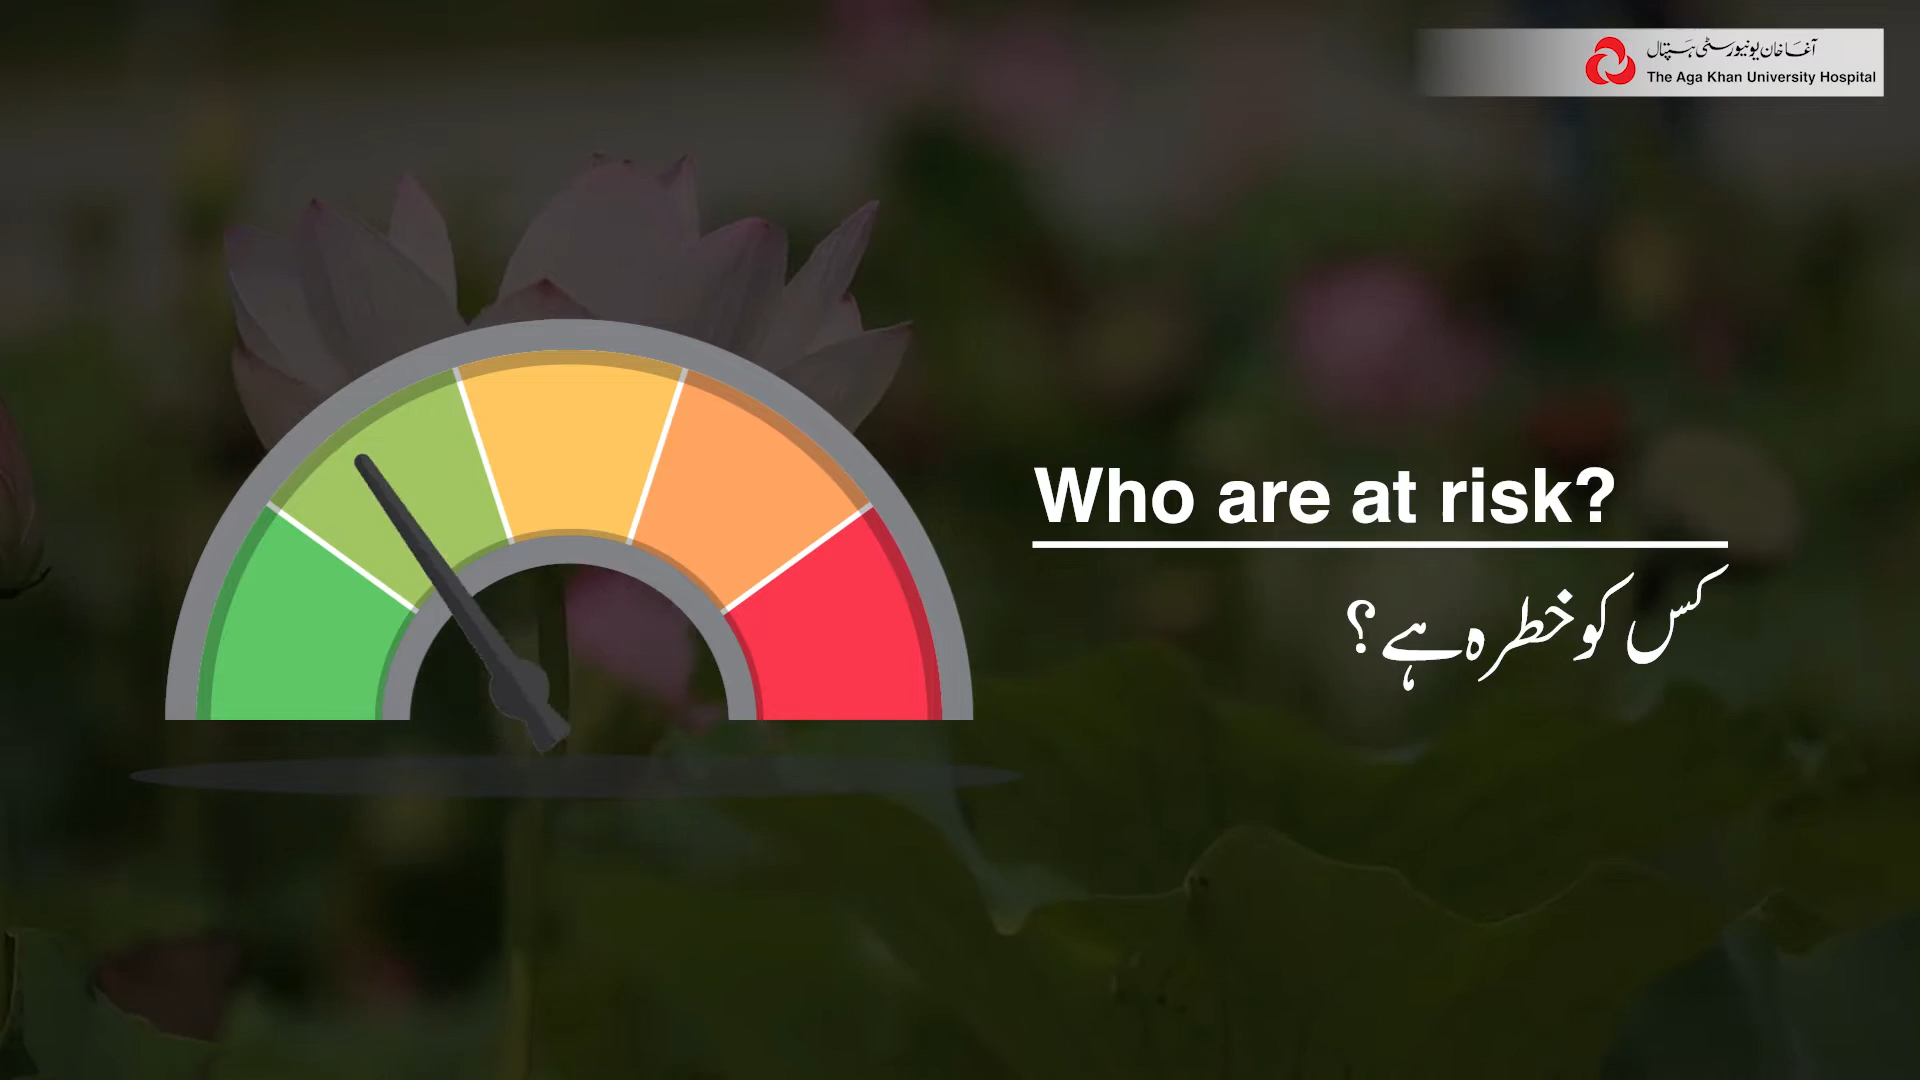 آغا خان یونیورسٹی ہسپتال
The Aga Khan University Hospital
Who are at risk?
کس کو خطرہ ہے؟